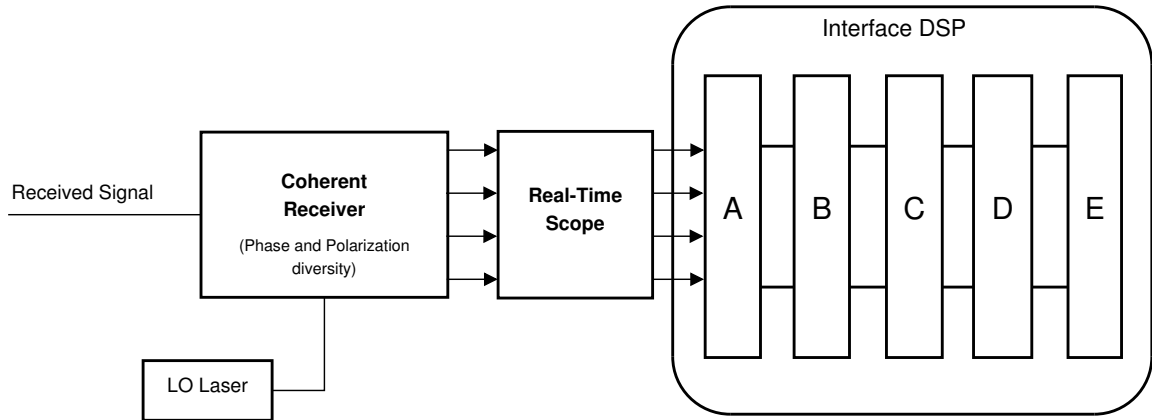 Interface DSP
Received Signal
Coherent
Receiver
(Phase and Polarization
diversity)
Real-Time
Scope
A
B
C
D
E
LO Laser